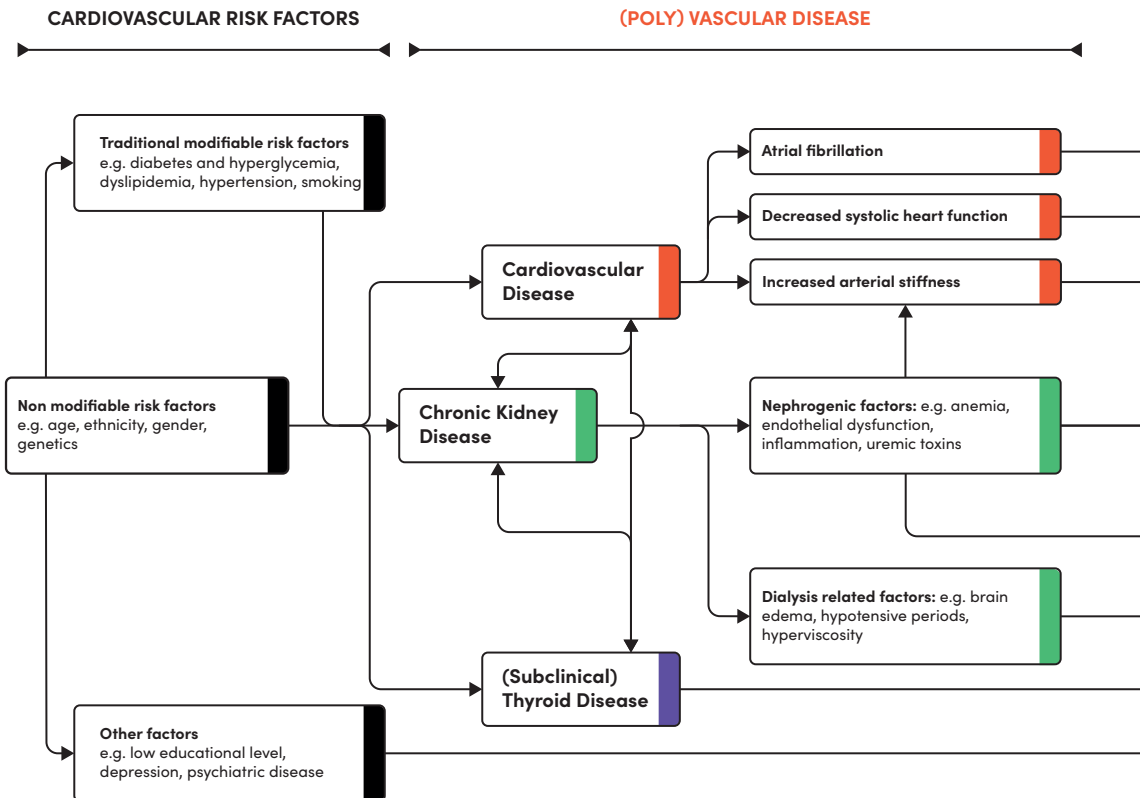 CARDIOVASCULAR RISK FACTORS
(POLY) VASCULAR DISEASE
Traditional modifiable risk factors
e.g. diabetes and hyperglycemia,
dyslipidemia, hypertension, smoking
Non modifiable risk factors
e.g. age, ethnicity, gender,
genetics
Other factors
e.g. low educational level,
depression, psychiatric disease
Cardiovascular
Disease
Chronic Kidney
Disease
(Subclinical)
Thyroid Disease
Atrial fibrillation
Decreased systolic heart function
Increased arterial stiffness
Nephrogenic factors: e.g. anemia,
endothelial dysfunction,
inflammation, uremic toxins
Dialysis related factors: e.g. brain
edema, hypotensive periods,
hyperviscosity